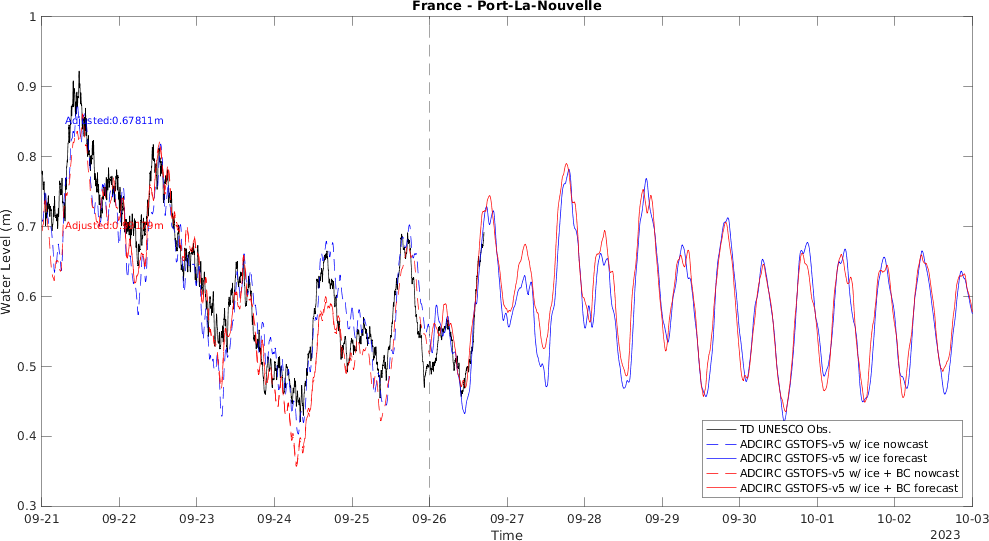 France - Port-La-Nouvelle
1
0.9
0.8
0.7
0.6
0.5
0.4
0.3
Water Level (m)
Adjusted:0.67811m
TD UNESCO Obs.
ADCIRC GSTOFS-v5 w/ ice nowcast
ADCIRC GSTOFS-v5 w/ ice forecast
ADCIRC GSTOFS-v5 w/ ice + BC nowcast
ADCIRC GSTOFS-v5 w/ ice + BC forecast
09-21 09-22 09-23 09-24 09-25 09-26 09-27 09-28 09-29 09-30 10-01 10-02 10-03
Time
2023